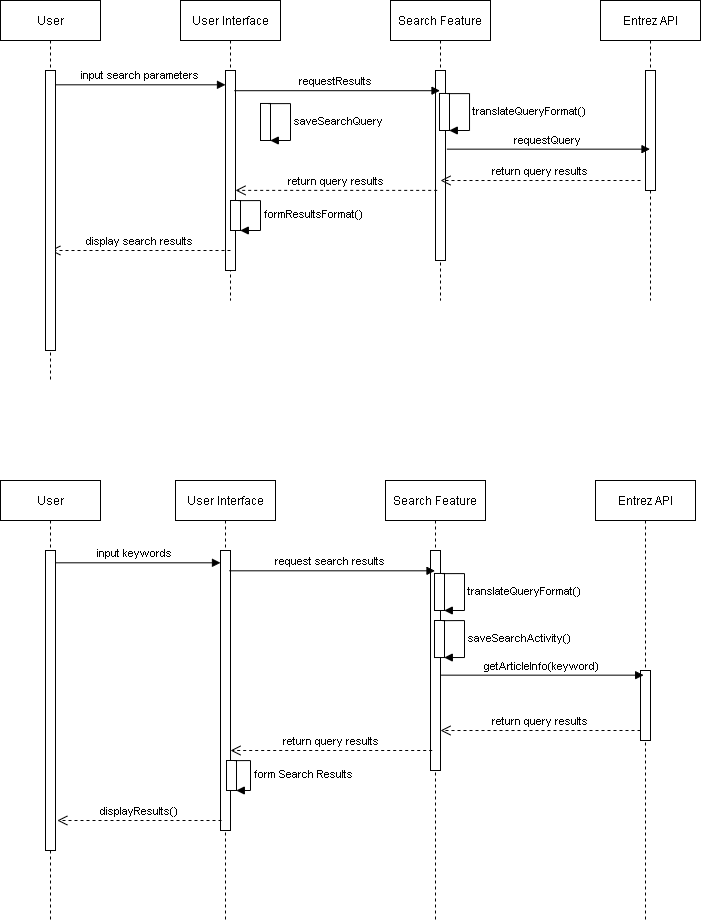 User
User Interface
Search Feature
Entrez API
input search parameters
requestResults
translateQueryFormat()
saveSearchQuery
requestQuery
return query results
return query results
formResultsFormat()
display search results
User
User Interface
Search Feature
Entrez API
input keywords
request search results
translateQueryFormat()
saveSearchActivity()
getArticleInfo(keyword)
return query results
return query results
form Search Results
displayResults()